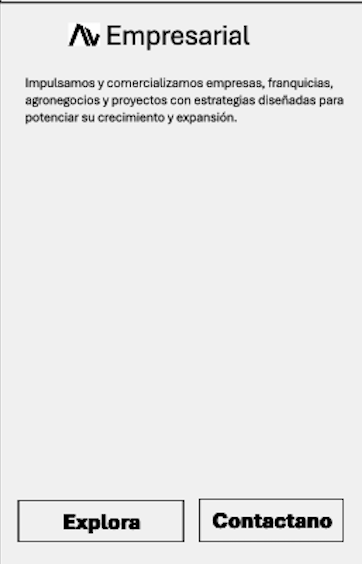 Empresarial
Impulsamos y comercializamos empresas, franquicias,
agronegocios y proyectos con estrategias diseñadas para
potenciar su crecimiento y expansión.
Explora
Contactano